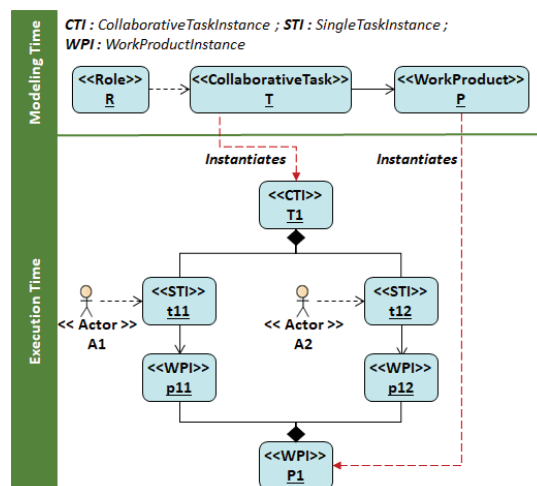 CTI : CollaborativeTaskInstance ; STI : SingleTaskInstance ;
WPI : WorkProductInstance
Modeling Time
<<Role>>
R
<<CollaborativeTask>>
T
<<WorkProduct>>
P
Instantiates
Instantiates
Execution Time
<<CTI>>
T1
<<STI>>
t11
<<STI>>
t12
<< Actor >>
A1
<< Actor >>
A2
<<WPI>>
p11
<<WPI>>
p12
<<WPI>>
P1